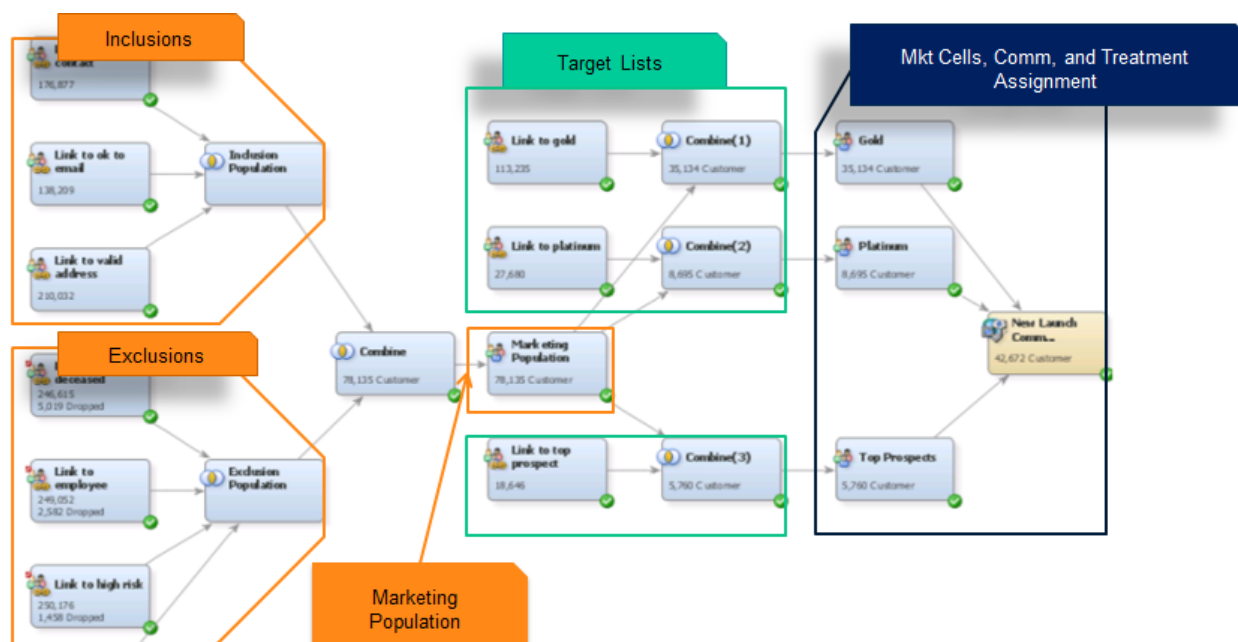 Inclusions
contact
176,877
Link to ok to
email
138,209
Link to valid
address
210,032
Inclusion
Population
Exclusions
deceased
246,615
5,019 Dropped
Link to
employee
249,052
2,582 Dropped
Link to high risk
250,176
1,458 Dropped
Exclusion
Population
Combine
78,135 Customer
Marketing
Population
78,135 Customer
Marketing
Population
Target Lists
Link to gold
113,235
Combine(1)
35,134 Customer
Link to platinum
27,680
Combine(2)
8,695 Customer
Link to top
prospect
18,646
Combine(3)
5,760 Customer
Mkt Cells, Comm, and Treatment
Assignment
Gold
35,134 Customer
Platinum
8,695 Customer
Top Prospects
5,760 Customer
New Launch
Comm...
42,672 Customer